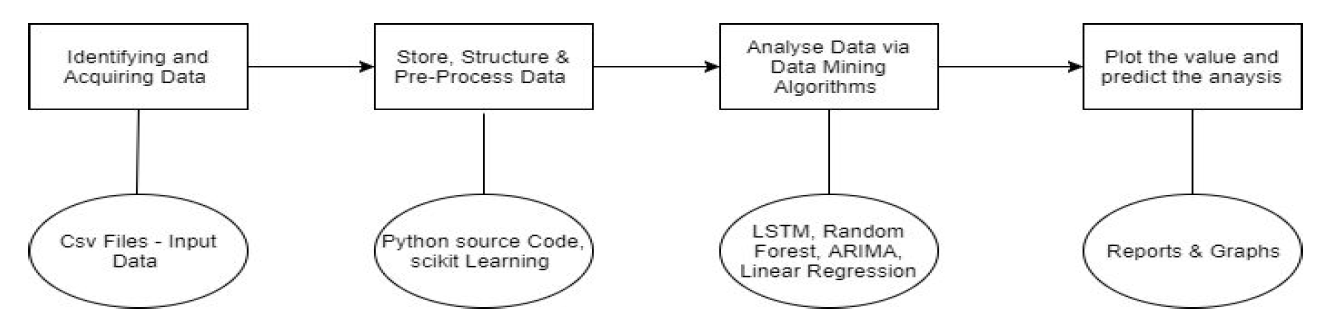 Identifying and
Acquiring Data
Store, Structure &
Pre-Process Data
Analyse Data via
Data Mining
Algorithms
Plot the value and
predict the anaysis
Csv Files - Input
Data
Python source Code,
scikit Learning
LSTM, Random
Forest, ARIMA,
Linear Regression
Reports & Graphs